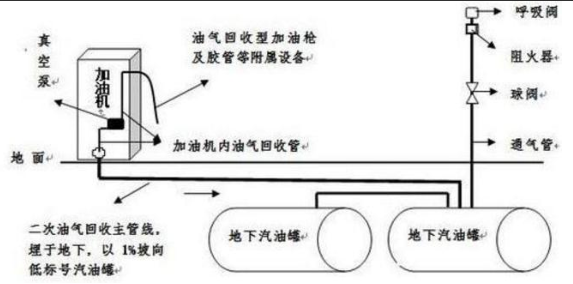 真空泵
加油机
油气回收型加油枪
及胶管等附属设备
呼吸阀
阻火器
球阀
加油机内油气回收管
通气管
地 面
二次油气回收主管线，
埋于地下，以 1%坡向
低标号汽油罐
地下汽油罐
地下汽油罐